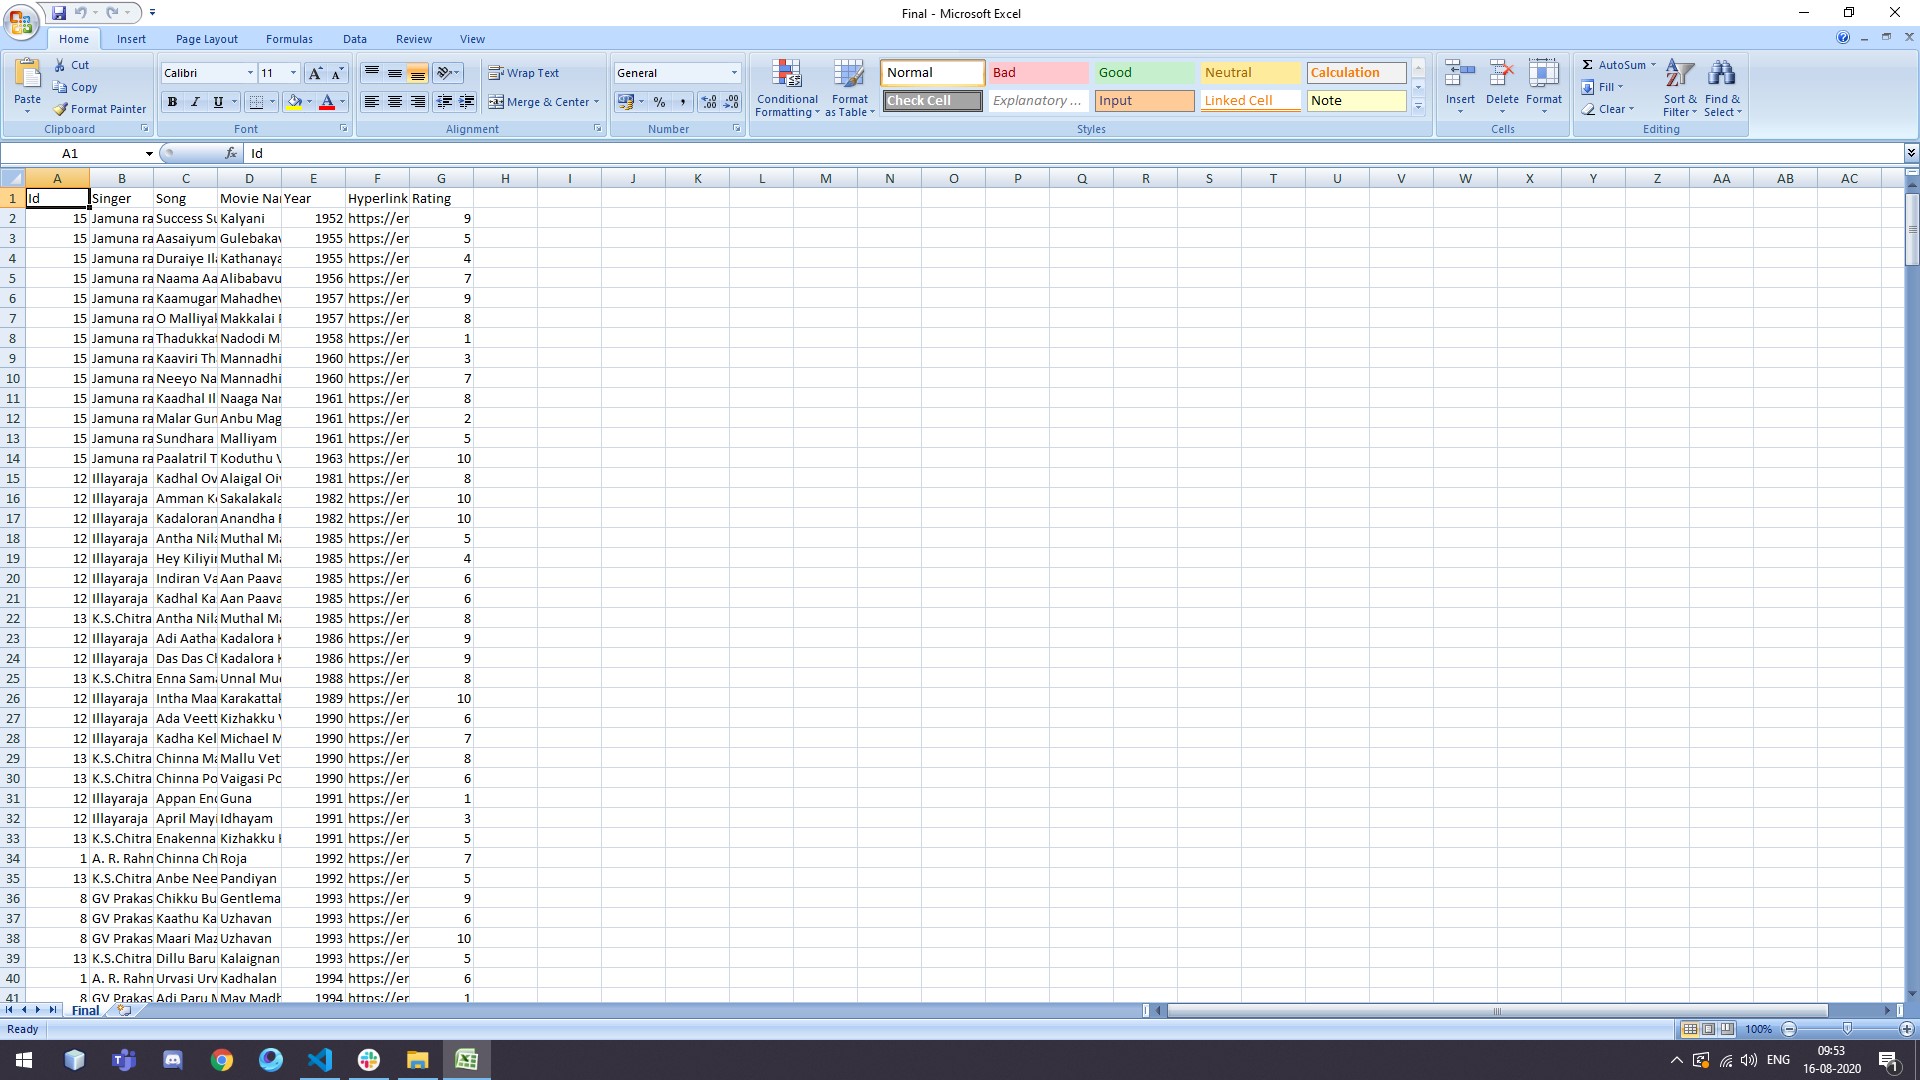 Final - Microsoft Excel
Home Insert Page Layout Formulas Data Review View
Paste Cut Copy Format Painter Clipboard
Calibri 11 B I U Font
Wrap Text Merge & Center Alignment
General % , Number
Conditional Formatting Format as Table
Normal Bad Good Neutral Calculation
Check Cell Explanatory ... Input Linked Cell Note
Styles
Insert Delete Format Cells
Σ AutoSum Fill Clear Sort & Filter Find & Select Editing
A1 fx Id
A B C D E F G H I J K L M N O P Q R S T U V W X Y Z AA AB AC
1 Id Singer Song Movie Na Year Hyperlink Rating
2 15 Jamuna ra Success Su Kalyani 1952 https://er 9
3 15 Jamuna ra Aasaiyum Gulebakav 1955 https://er 5
4 15 Jamuna ra Duraiye Ila Kathanaya 1955 https://er 4
5 15 Jamuna ra Naama Aa Alibabavu 1956 https://er 7
6 15 Jamuna ra Kaamugar Mahadhev 1957 https://er 9
7 15 Jamuna ra O Malliyak Makkalai P 1957 https://er 8
8 15 Jamuna ra Thadukkat Nadodi M 1958 https://er 1
9 15 Jamuna ra Kaaviri Th Mannadhi 1960 https://er 3
10 15 Jamuna ra Neeyo Na Mannadhi 1960 https://er 7
11 15 Jamuna ra Kaadhal Il Naaga Nan 1961 https://er 8
12 15 Jamuna ra Malar Gun Anbu Mag 1961 https://er 2
13 15 Jamuna ra Sundhara Malliyam 1961 https://er 5
14 15 Jamuna ra Paalatril T Koduthu V 1963 https://er 10
15 12 Illayaraja Kadhal Ov Alaigal Oiv 1981 https://er 8
16 12 Illayaraja Amman Ko Sakalakala 1982 https://er 10
17 12 Illayaraja Kadaloran Anandha R 1982 https://er 10
18 12 Illayaraja Antha Nila Muthal Ma 1985 https://er 5
19 12 Illayaraja Hey Kiliyin Muthal Ma 1985 https://er 4
20 12 Illayaraja Indiran Va Aan Paava 1985 https://er 6
21 12 Illayaraja Kadhal Ka Aan Paava 1985 https://er 6
22 13 K.S.Chitra Antha Nila Muthal Ma 1985 https://er 8
23 12 Illayaraja Adi Aatha Kadalora K 1986 https://er 9
24 12 Illayaraja Das Das Ch Kadalora K 1986 https://er 9
25 13 K.S.Chitra Enna Sama Unnal Mud 1988 https://er 8
26 12 Illayaraja Intha Maa Karakattak 1989 https://er 10
27 12 Illayaraja Ada Veett Kizhakku V 1990 https://er 6
28 12 Illayaraja Kadha Kel Michael M 1990 https://er 7
29 13 K.S.Chitra Chinna Ma Mallu Vet 1990 https://er 8
30 13 K.S.Chitra Chinna Po Vaigasi Po 1990 https://er 6
31 12 Illayaraja Appan End Guna 1991 https://er 1
32 12 Illayaraja April Mayi Idhayam 1991 https://er 3
33 13 K.S.Chitra Enakenna Kizhakku K 1991 https://er 5
34 1 A. R. Rahn Chinna Ch Roja 1992 https://er 7
35 13 K.S.Chitra Anbe Nee Pandiyan 1992 https://er 5
36 8 GV Prakas Chikku Bu Gentlema 1993 https://er 9
37 8 GV Prakas Kaathu Ka Uzhavan 1993 https://er 6
38 8 GV Prakas Maari Maz Uzhavan 1993 https://er 10
39 13 K.S.Chitra Dillu Baru Kalaignan 1993 https://er 5
40 1 A. R. Rahn Urvasi Urv Kadhalan 1994 https://er 6
41 8 GV Prakas Adi Paru M May Madh 1994 https://er 1
Final
Ready 100%
ENG 09:53
16-08-2020
1